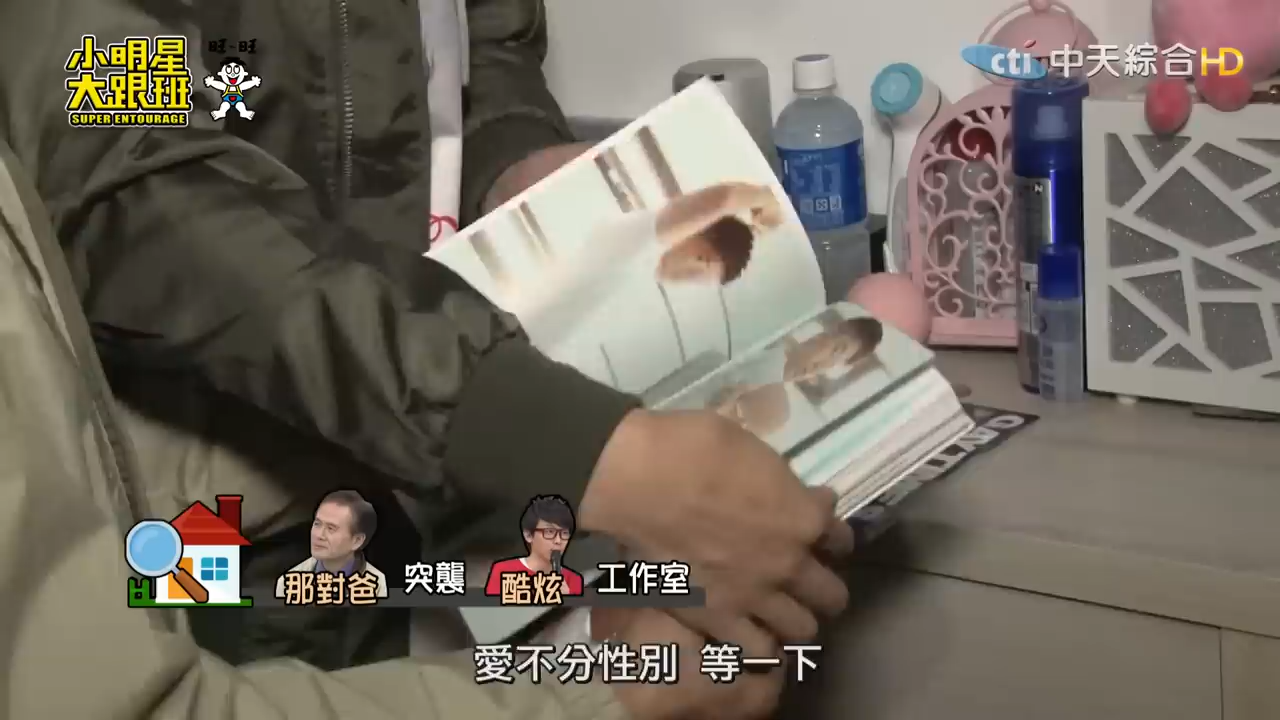 小明星
大跟班
SUPER ENTOURAGE
旺旺
cti 中天綜合HD
那對爸 突襲 酷炫 工作室
愛不分性別 等一下